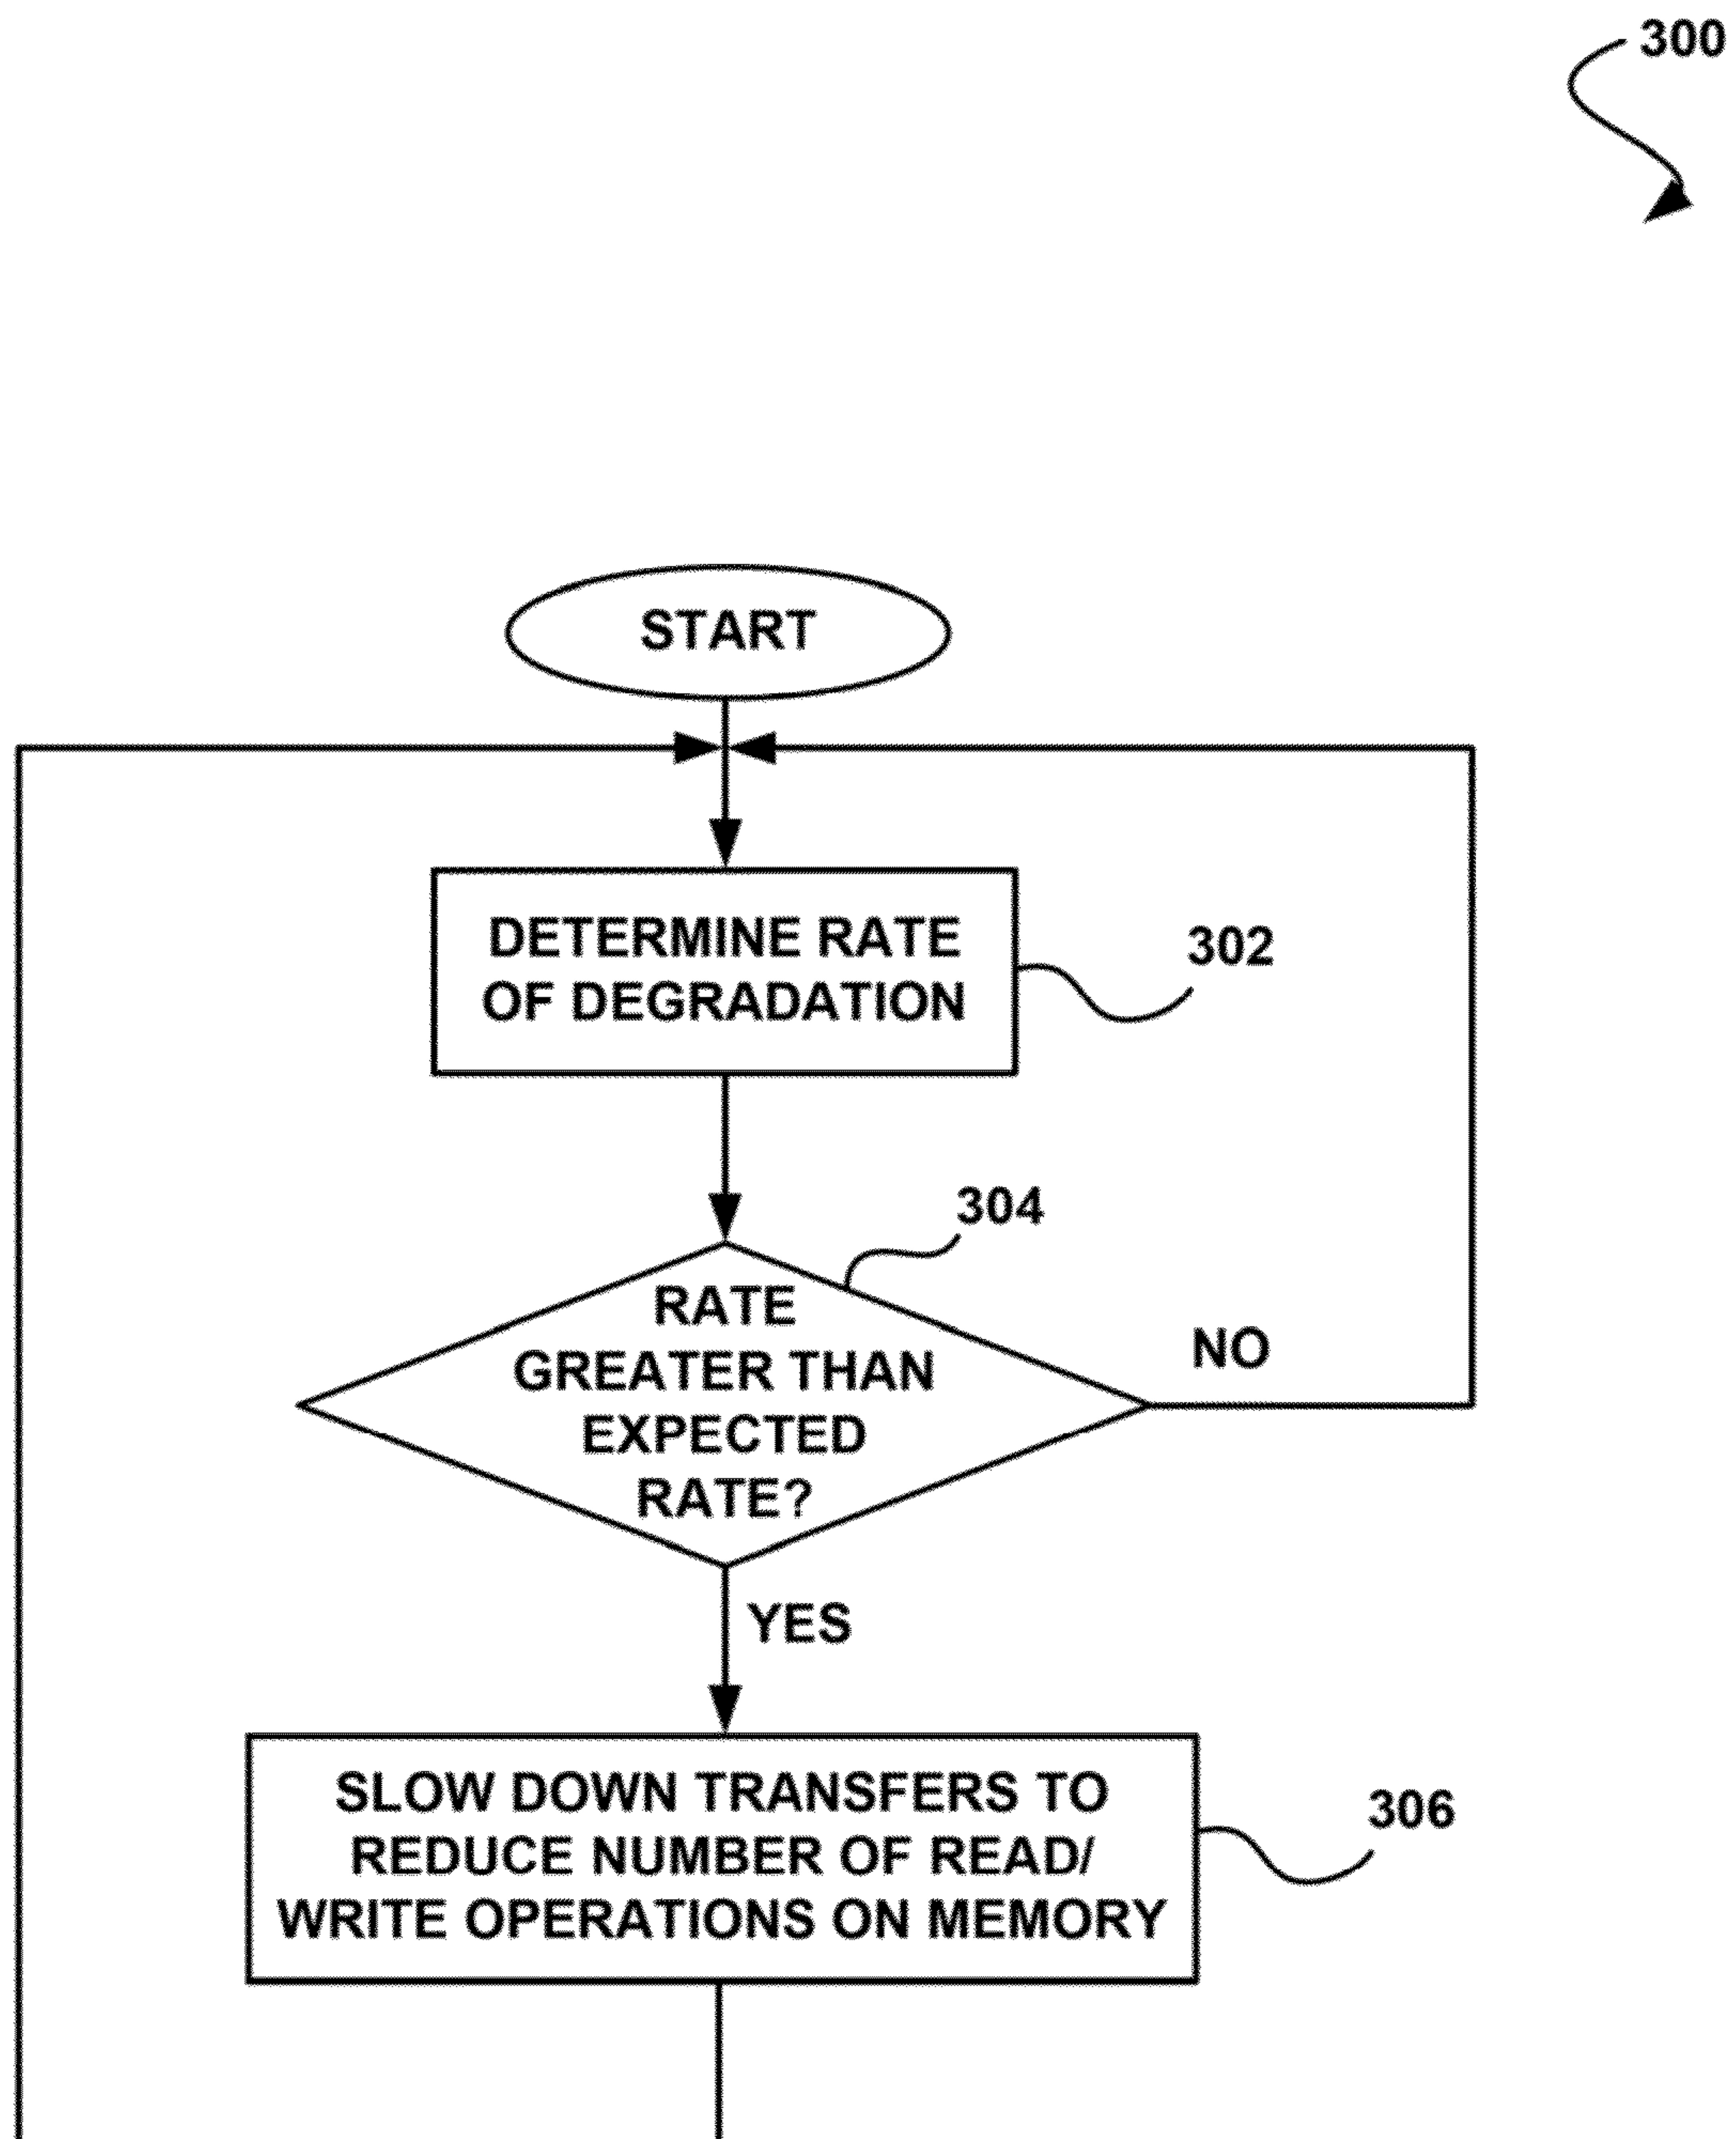 300
START
DETERMINE RATE
OF DEGRADATION
302
304
RATE
GREATER THAN
EXPECTED
RATE?
NO
YES
SLOW DOWN TRANSFERS TO
REDUCE NUMBER OF READ/
WRITE OPERATIONS ON MEMORY
306